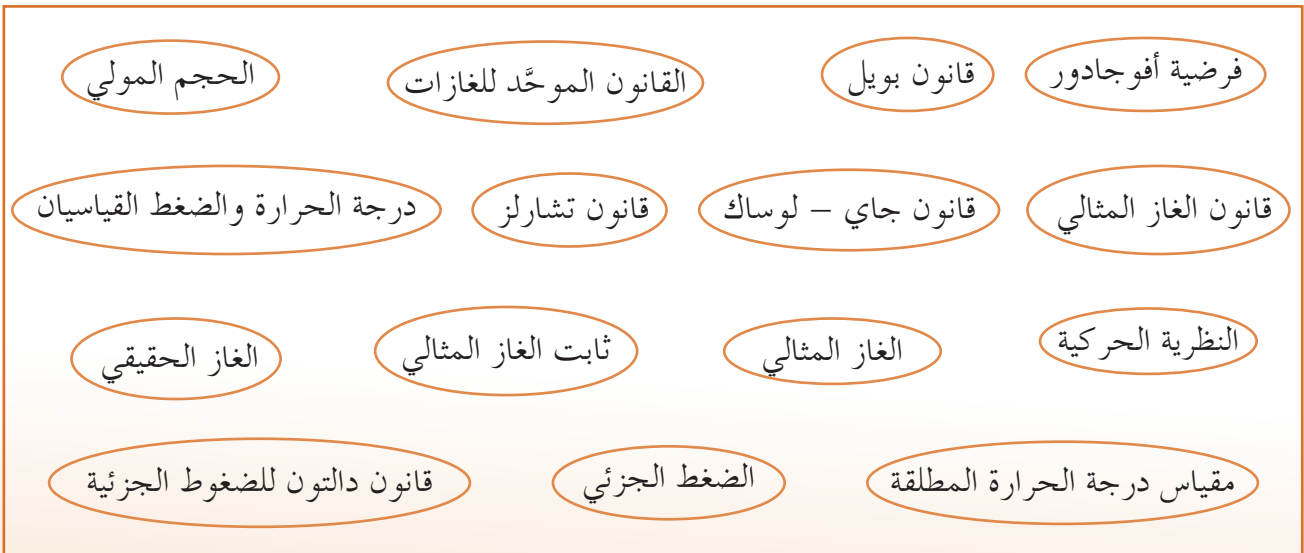 فرضية أفوجادور قانون بويل القانون الموحَّد للغازات الحجم المولي
قانون الغاز المثالي قانون جاي – لوساك قانون تشارلز درجة الحرارة والضغط القياسيان
النظرية الحركية الغاز المثالي ثابت الغاز المثالي الغاز الحقيقي
مقياس درجة الحرارة المطلقة الضغط الجزئي قانون دالتون للضغوط الجزئية